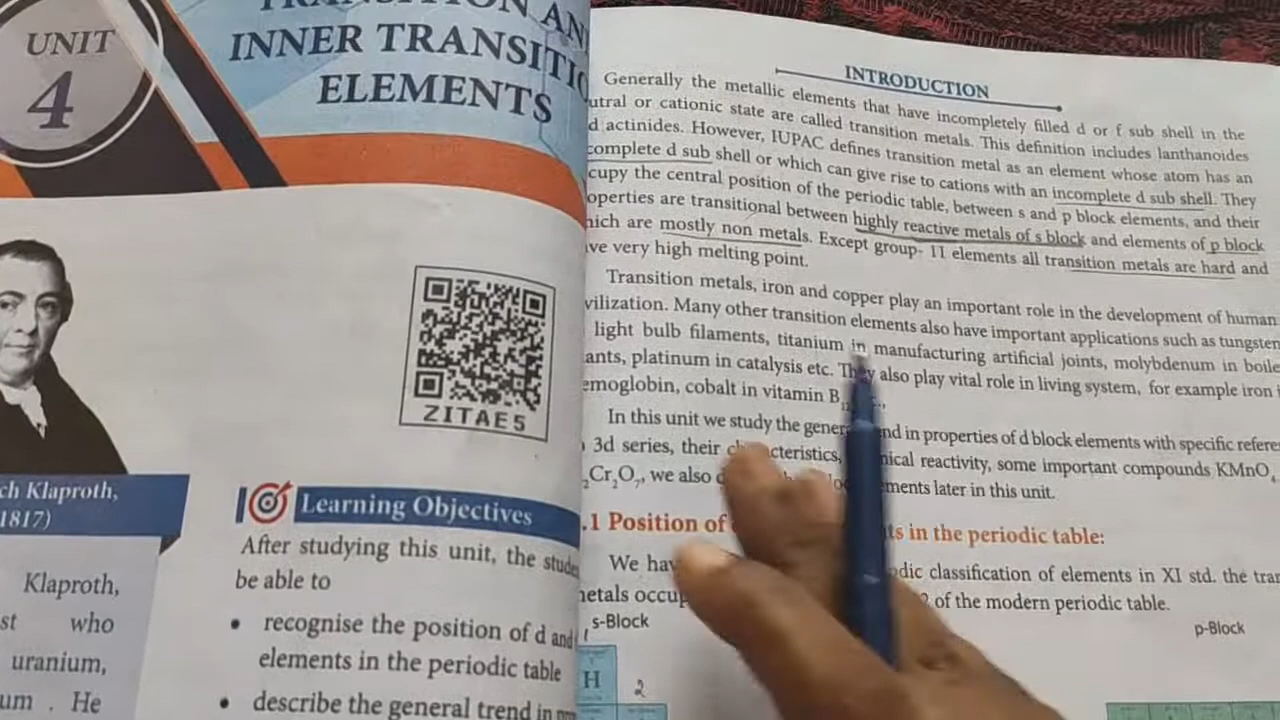 UNIT
4
TRANSITION AN
INNER TRANSITI
ELEMENTS
ZITAE5
ch Klaproth,
1817)
Klaproth,
st who
uranium,
um . He
Learning Objectives
After studying this unit, the stude
be able to
• recognise the position of d and f
elements in the periodic table
• describe the general trend in
INTRODUCTION
Generally the metallic elements that have incompletely filled d or f sub shell in the
utral or cationic state are called transition metals. This definition includes lanthanoides
d actinides. However, IUPAC defines transition metal as an element whose atom has an
complete d sub shell or which can give rise to cations with an incomplete d sub shell. They
cupy the central position of the periodic table, between s and p block elements, and their
operties are transitional between highly reactive metals of s block and elements of p block
hich are mostly non metals. Except group- 11 elements all transition metals are hard and
ve very high melting point.
Transition metals, iron and copper play an important role in the development of human
vilization. Many other transition elements also have important applications such as tungsten
light bulb filaments, titanium in manufacturing artificial joints, molybdenum in boile
ants, platinum in catalysis etc. They also play vital role in living system, for example iron i
emoglobin, cobalt in vitamin B
In this unit we study the gener nd in properties of d block elements with specific refere
3d series, their cteristics, nical reactivity, some important compounds KMnO4
2Cr2O7, we also ments later in this unit.
.1 Position of ts in the periodic table:
We hav odic classification of elements in XI std. the tran
netals occup 2 of the modern periodic table.
s-Block
p-Block
1
H
2